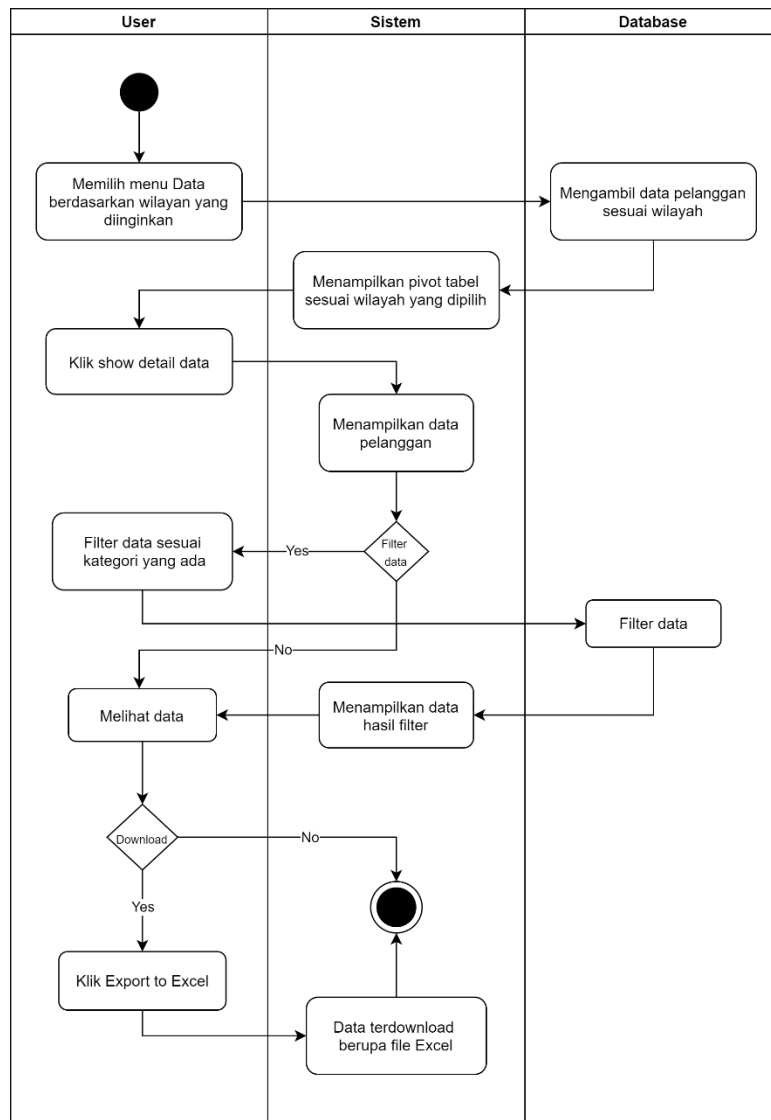 User
Sistem
Database
Memilih menu Data
berdasarkan wilayan yang
diinginkan
Mengambil data pelanggan
sesuai wilayah
Menampilkan pivot tabel
sesuai wilayah yang dipilih
Klik show detail data
Menampilkan data
pelanggan
Filter
data
Yes
Filter data sesuai
kategori yang ada
Filter data
No
Melihat data
Menampilkan data
hasil filter
Download
No
Yes
Klik Export to Excel
Data terdownload
berupa file Excel